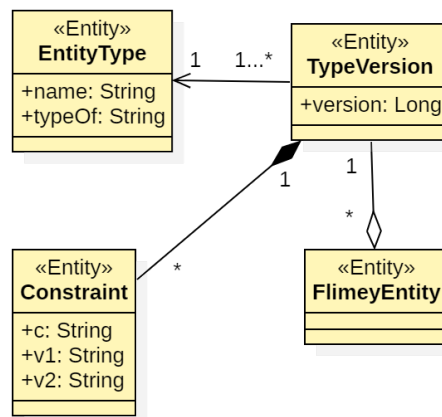 «Entity»
EntityType
+name: String
+typeOf: String
1
1...*
«Entity»
TypeVersion
+version: Long
1
1
*
*
«Entity»
Constraint
+c: String
+v1: String
+v2: String
«Entity»
FlimeyEntity